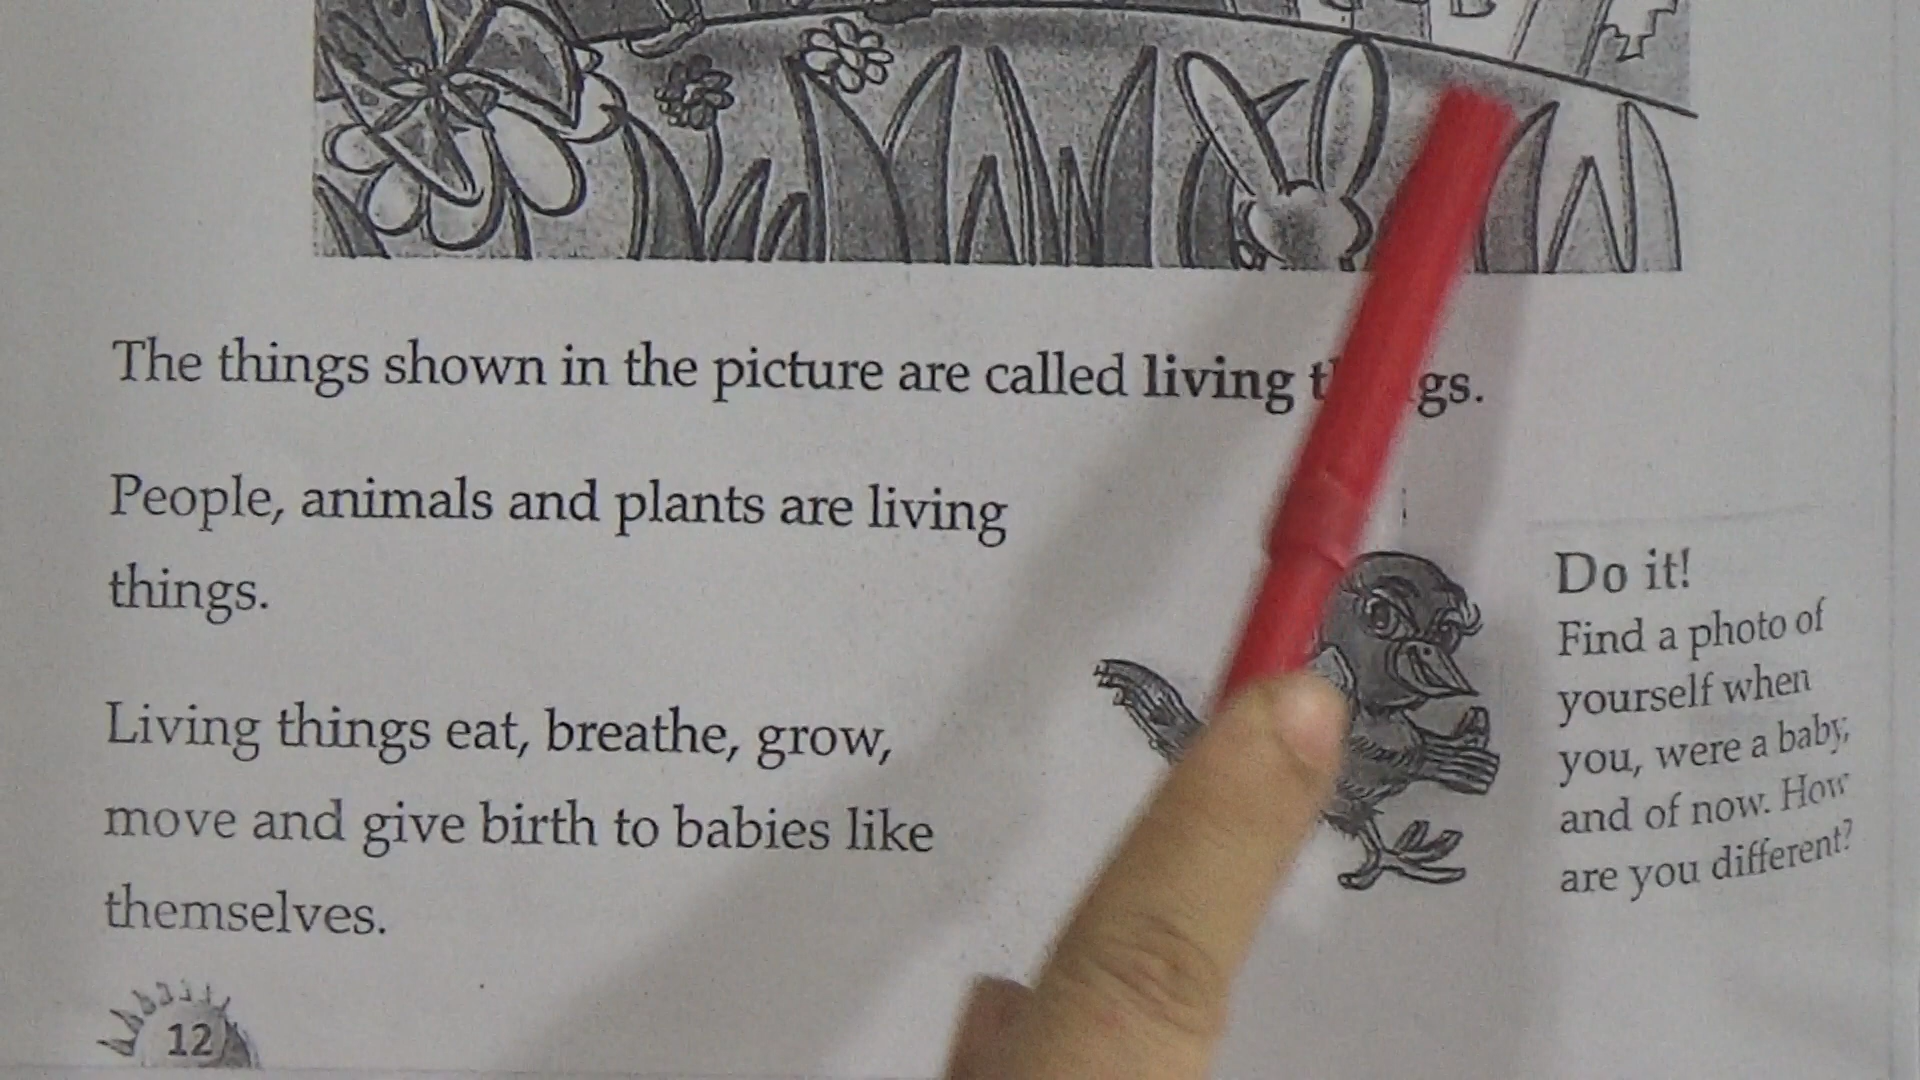 The things shown in the picture are called living t gs.
People, animals and plants are living
things.
Living things eat, breathe, grow,
move and give birth to babies like
themselves.
Do it!
Find a photo of
yourself when
you, were a baby,
and of now. How
are you different?
12